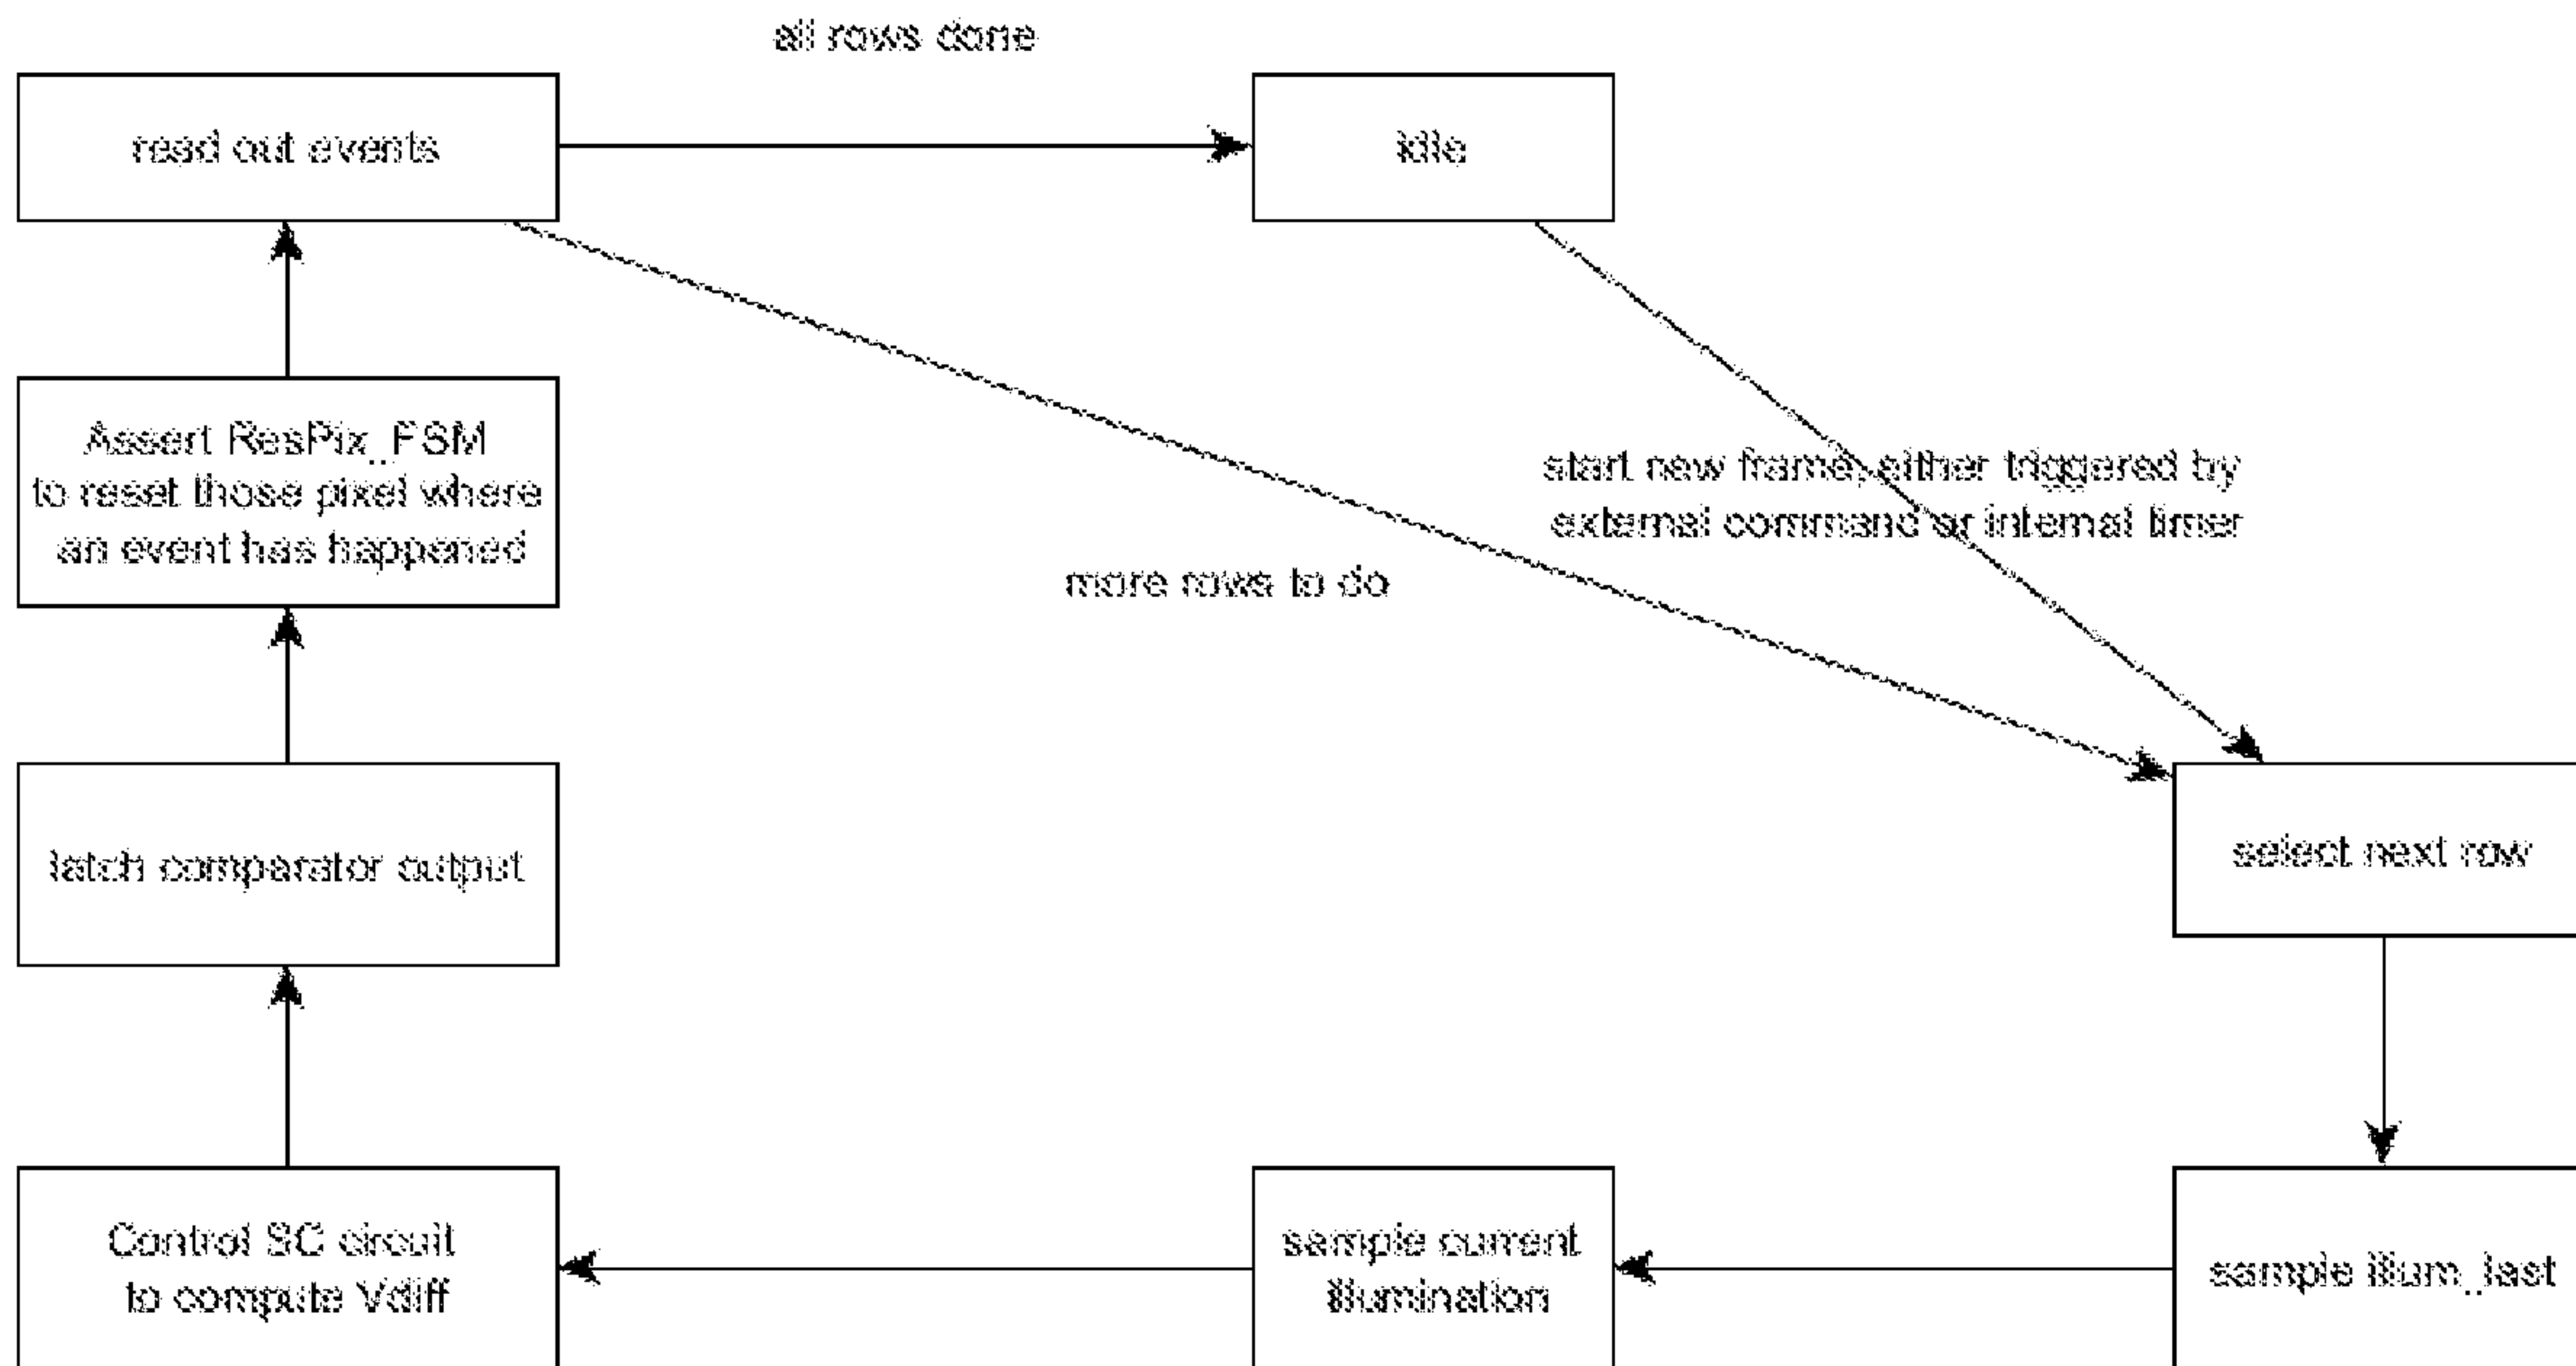 all rows done
read out events
idle
Assert ResPix_FSM
to reset those pixel where
an event has happened
start new frame, either triggered by
external command or internal timer
more rows to do
latch comparator output
select next row
Control SC circuit
to compute Vdiff
sample current
illumination
sample illum_last